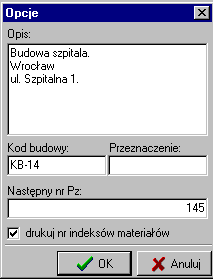 Opcje
Opis:
Budowa szpitala.
Wrocław
ul. Szpitalna 1.
Kod budowy: Przeznaczenie:
KB-14
Następny nr Pz:
145
drukuj nr indeksów materiałów
OK Anuluj